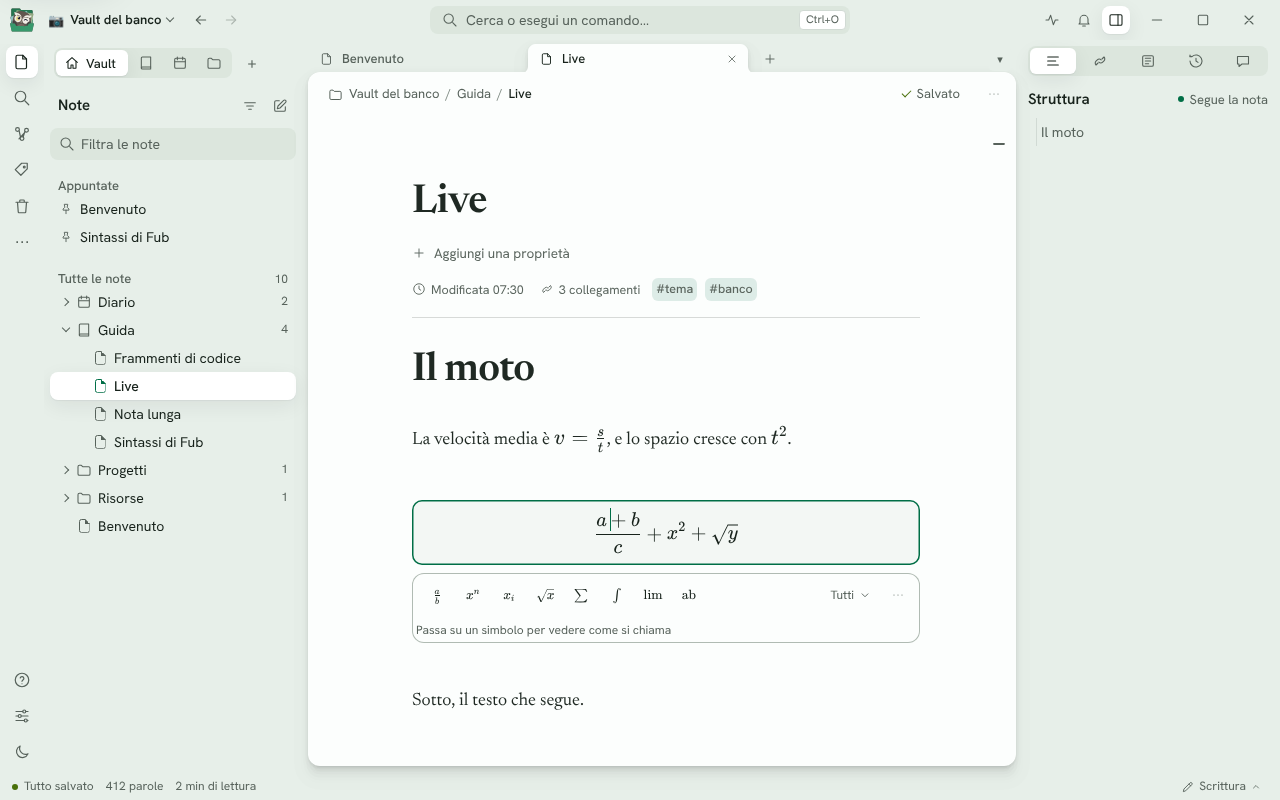 Vault del banco
Cerca o esegui un comando…
Ctrl+O
Vault
Benvenuto
Live
Note
Filtra le note
Appuntate
Benvenuto
Sintassi di Fub
Tutte le note 10
Diario 2
Guida 4
Frammenti di codice
Live
Nota lunga
Sintassi di Fub
Progetti 1
Risorse 1
Benvenuto
Vault del banco / Guida / Live
Salvato
Live
Aggiungi una proprietà
Modificata 07:30 3 collegamenti #tema #banco
Il moto
La velocità media è v = s/t, e lo spazio cresce con t².
a + b
c
+ x² + √y
a/b xⁿ xᵢ √x ∑ ∫ lim ab Tutti
Passa su un simbolo per vedere come si chiama
Sotto, il testo che segue.
Struttura
Segue la nota
Il moto
Tutto salvato 412 parole 2 min di lettura
Scrittura